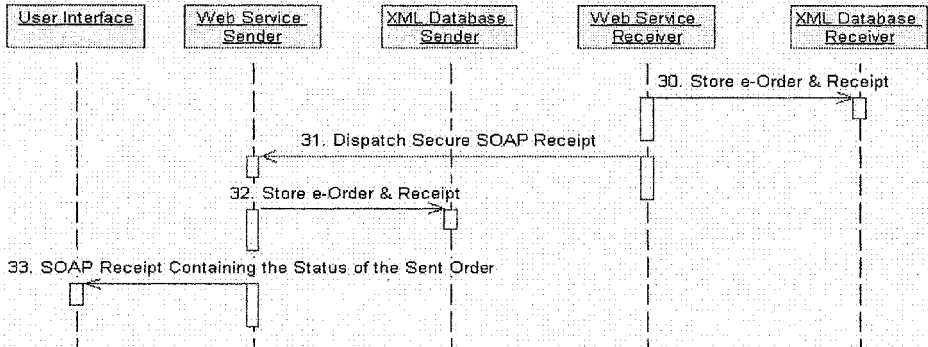 User Interface
Web Service
Sender
XML Database
Sender
Web Service
Receiver
XML Database
Receiver
30. Store e-Order & Receipt
31. Dispatch Secure SOAP Receipt
32. Store e-Order & Receipt
33. SOAP Receipt Containing the Status of the Sent Order